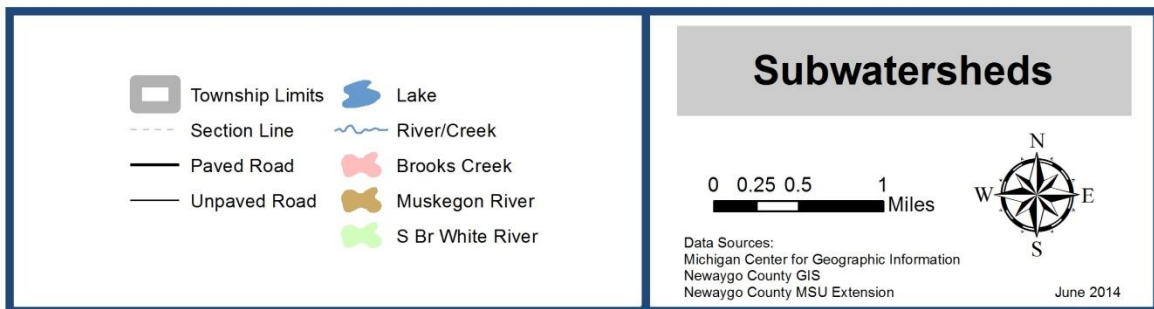 Township Limits
Section Line
Paved Road
Unpaved Road
Lake
River/Creek
Brooks Creek
Muskegon River
S Br White River
Subwatersheds
0 0.25 0.5 1
Miles
N
W E
S
Data Sources:
Michigan Center for Geographic Information
Newaygo County GIS
Newaygo County MSU Extension
June 2014